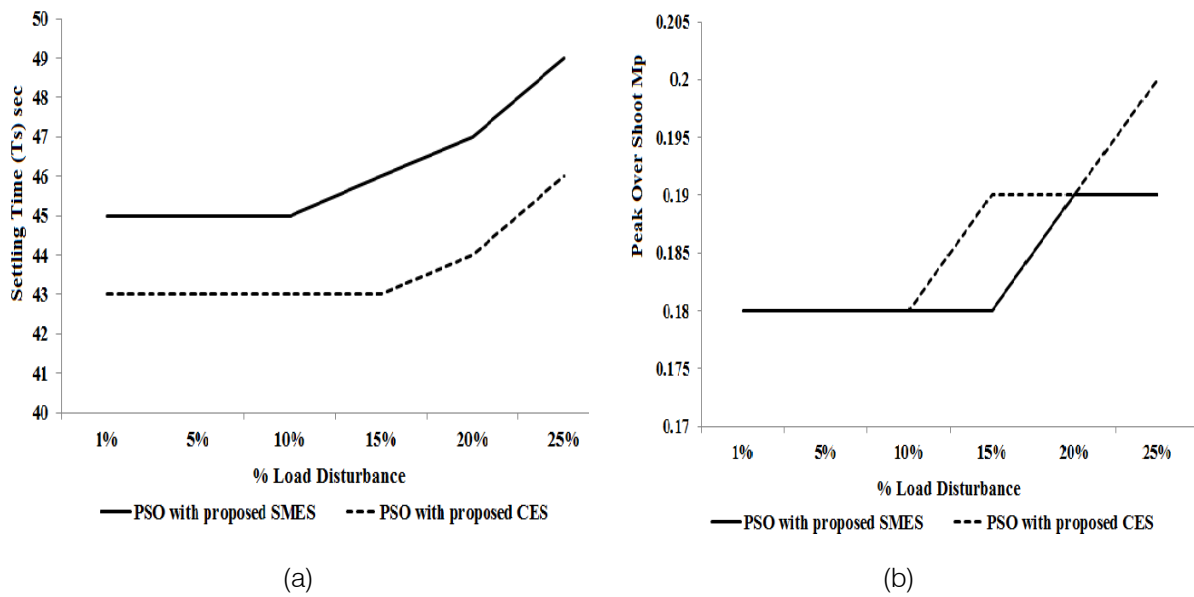 Settling Time (Ts) sec
50
49
48
47
46
45
44
43
42
41
40
1% 5% 10% 15% 20% 25%
% Load Disturbance
PSO with proposed SMES PSO with proposed CES
(a)
Peak Over Shoot Mp
0.205
0.2
0.195
0.19
0.185
0.18
0.175
0.17
1% 5% 10% 15% 20% 25%
% Load Disturbance
PSO with proposed SMES PSO with proposed CES
(b)